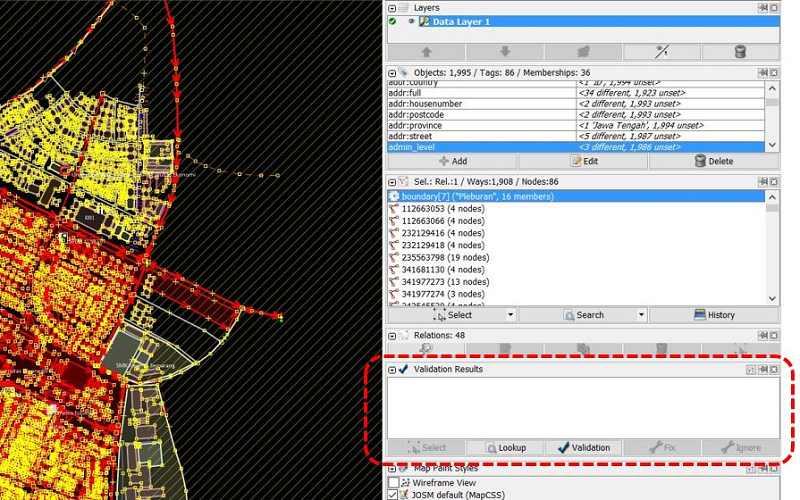 Layers
Data Layer 1
Objects: 1,995 / Tags: 86 / Memberships: 36
addr:country <1 'ID', 1,994 unset>
addr:full <34 different, 1,923 unset>
addr:housenumber <2 different, 1,993 unset>
addr:postcode <2 different, 1,993 unset>
addr:province <1 'Jawa Tengah', 1,994 unset>
addr:street <5 different, 1,987 unset>
admin_level <3 different, 1,986 unset>
Add Edit Delete
Sel.: Rel.:1 / Ways:1,908 / Nodes:86
boundary[7] ("Pleburan", 16 members)
112663053 (4 nodes)
112663066 (4 nodes)
232129416 (4 nodes)
232129418 (4 nodes)
235563798 (19 nodes)
341681130 (4 nodes)
341977273 (13 nodes)
341977274 (3 nodes)
Select Search History
Relations: 48
Validation Results
Select Lookup Validation Fix Ignore
Map Paint Styles
Wireframe View
JOSM default (MapCSS)